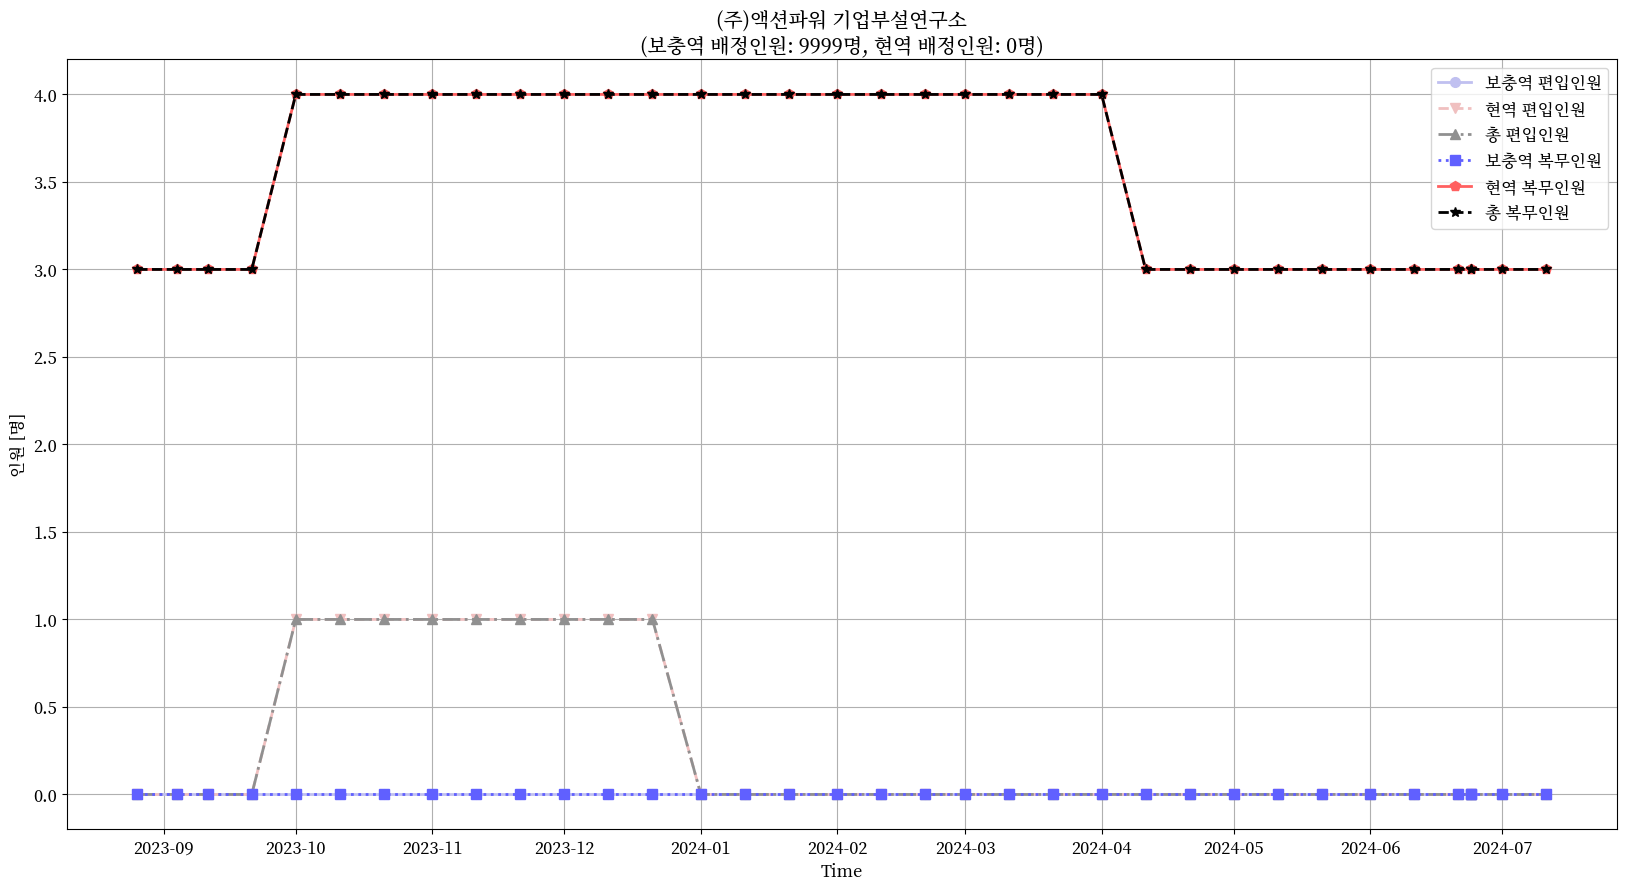 (주)액션파워 기업부설연구소
(보충역 배정인원: 9999명, 현역 배정인원: 0명)
4.0
3.5
3.0
2.5
2.0
1.5
1.0
0.5
0.0
인원 [명]
보충역 편입인원
현역 편입인원
총 편입인원
보충역 복무인원
현역 복무인원
총 복무인원
2023-09
2023-10
2023-11
2023-12
2024-01
2024-02
2024-03
2024-04
2024-05
2024-06
2024-07
Time